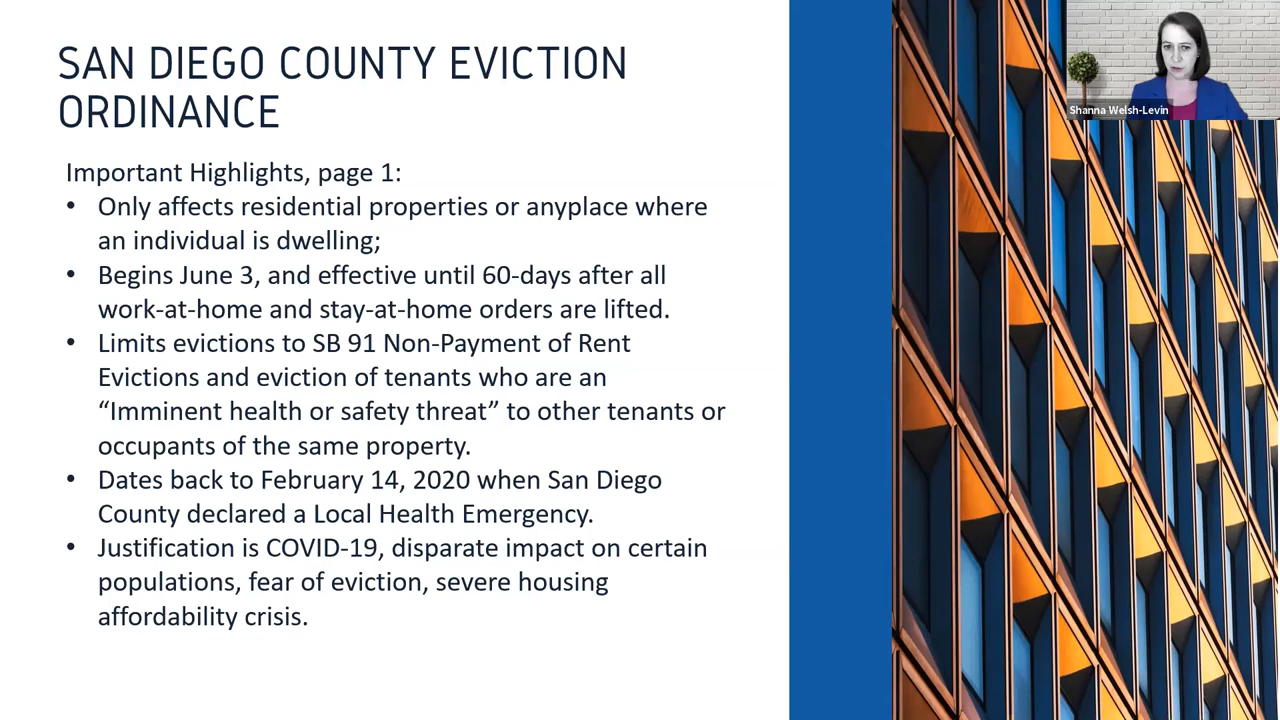 SAN DIEGO COUNTY EVICTION
ORDINANCE
Important Highlights, page 1:
• Only affects residential properties or anyplace where
an individual is dwelling;
• Begins June 3, and effective until 60-days after all
work-at-home and stay-at-home orders are lifted.
• Limits evictions to SB 91 Non-Payment of Rent
Evictions and eviction of tenants who are an
“Imminent health or safety threat” to other tenants or
occupants of the same property.
• Dates back to February 14, 2020 when San Diego
County declared a Local Health Emergency.
• Justification is COVID-19, disparate impact on certain
populations, fear of eviction, severe housing
affordability crisis.
Shanna Welsh-Levin